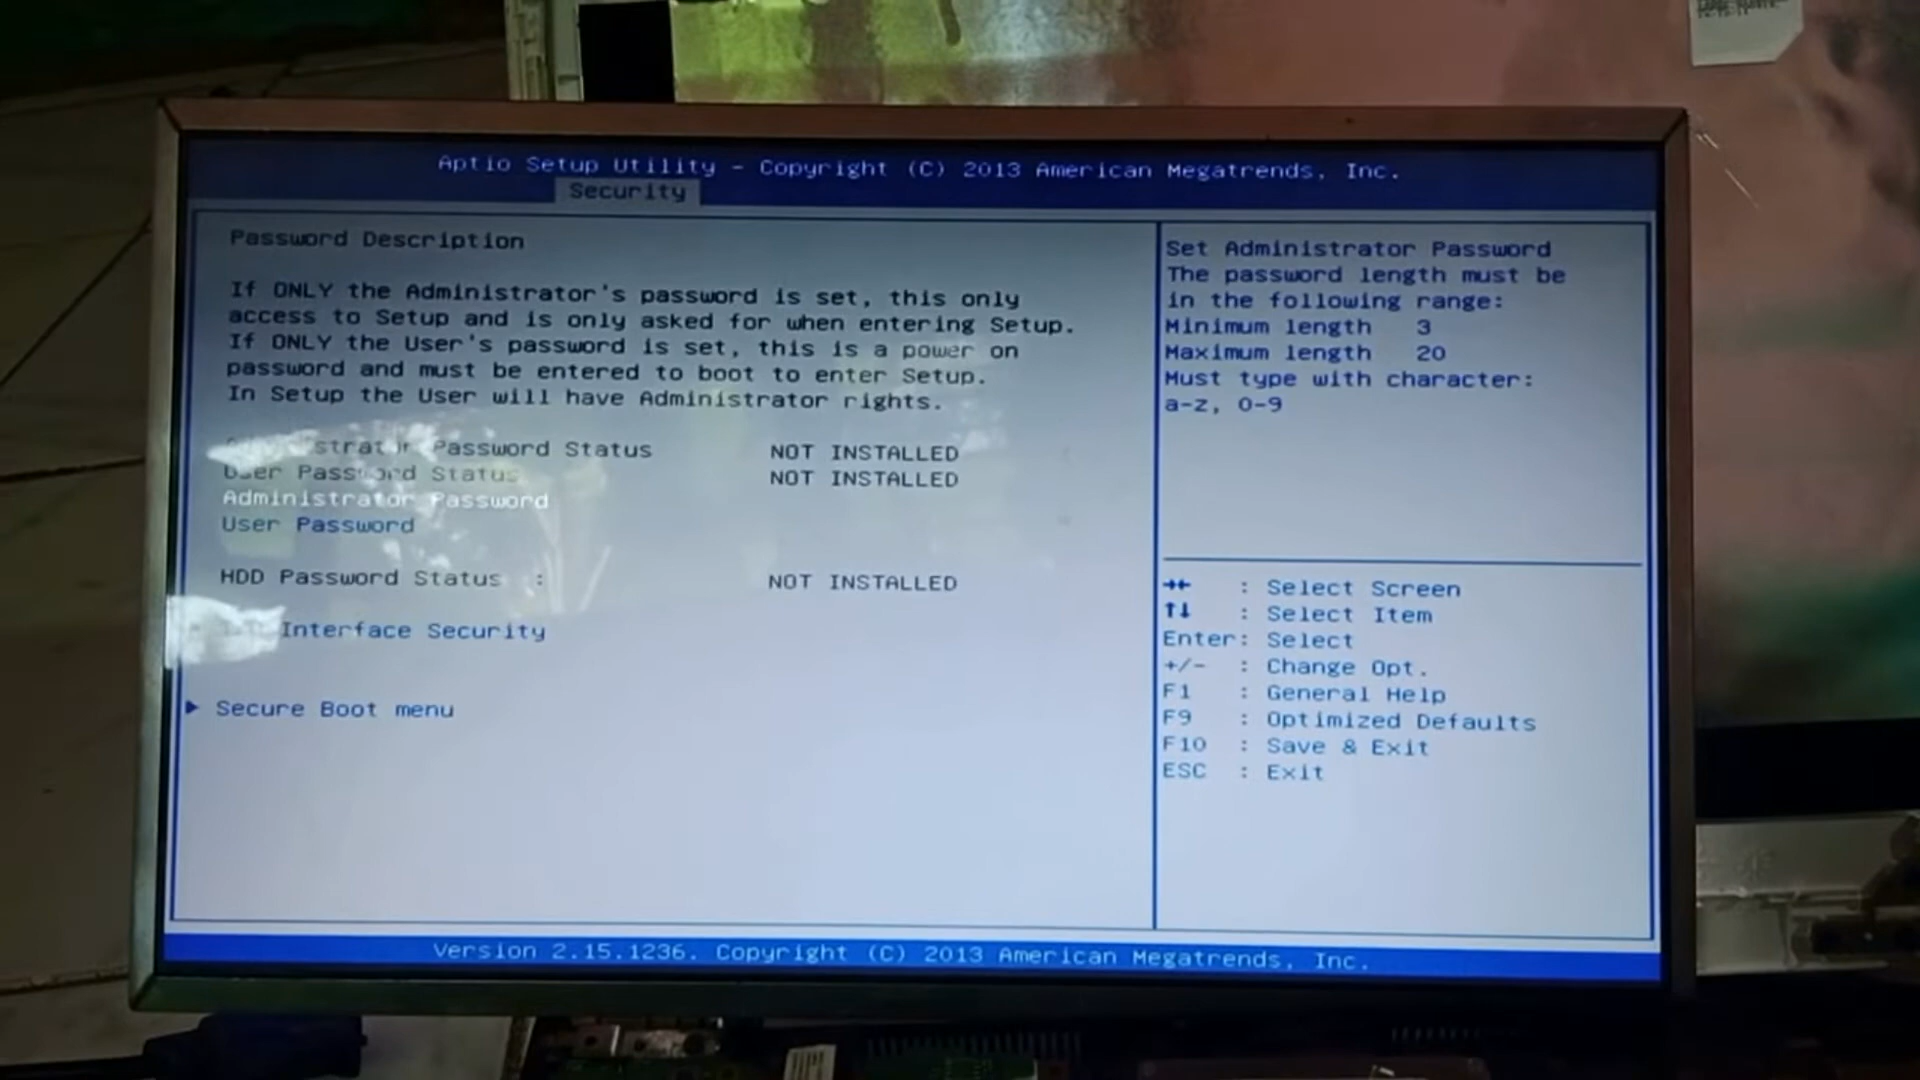 Aptio Setup Utility - Copyright (C) 2013 American Megatrends, Inc.
Security
Password Description
If ONLY the Administrator's password is set, this only
access to Setup and is only asked for when entering Setup.
If ONLY the User's password is set, this is a power on
password and must be entered to boot to enter Setup.
In Setup the User will have Administrator rights.
Password Status NOT INSTALLED
User Password Status NOT INSTALLED
Administrator Password
User Password
HDD Password Status : NOT INSTALLED
Interface Security
Secure Boot menu
Set Administrator Password
The password length must be
in the following range:
Minimum length 3
Maximum length 20
Must type with character:
a-z, 0-9
→← : Select Screen
↑↓ : Select Item
Enter: Select
+/- : Change Opt.
F1 : General Help
F9 : Optimized Defaults
F10 : Save & Exit
ESC : Exit
Version 2.15.1236. Copyright (C) 2013 American Megatrends, Inc.